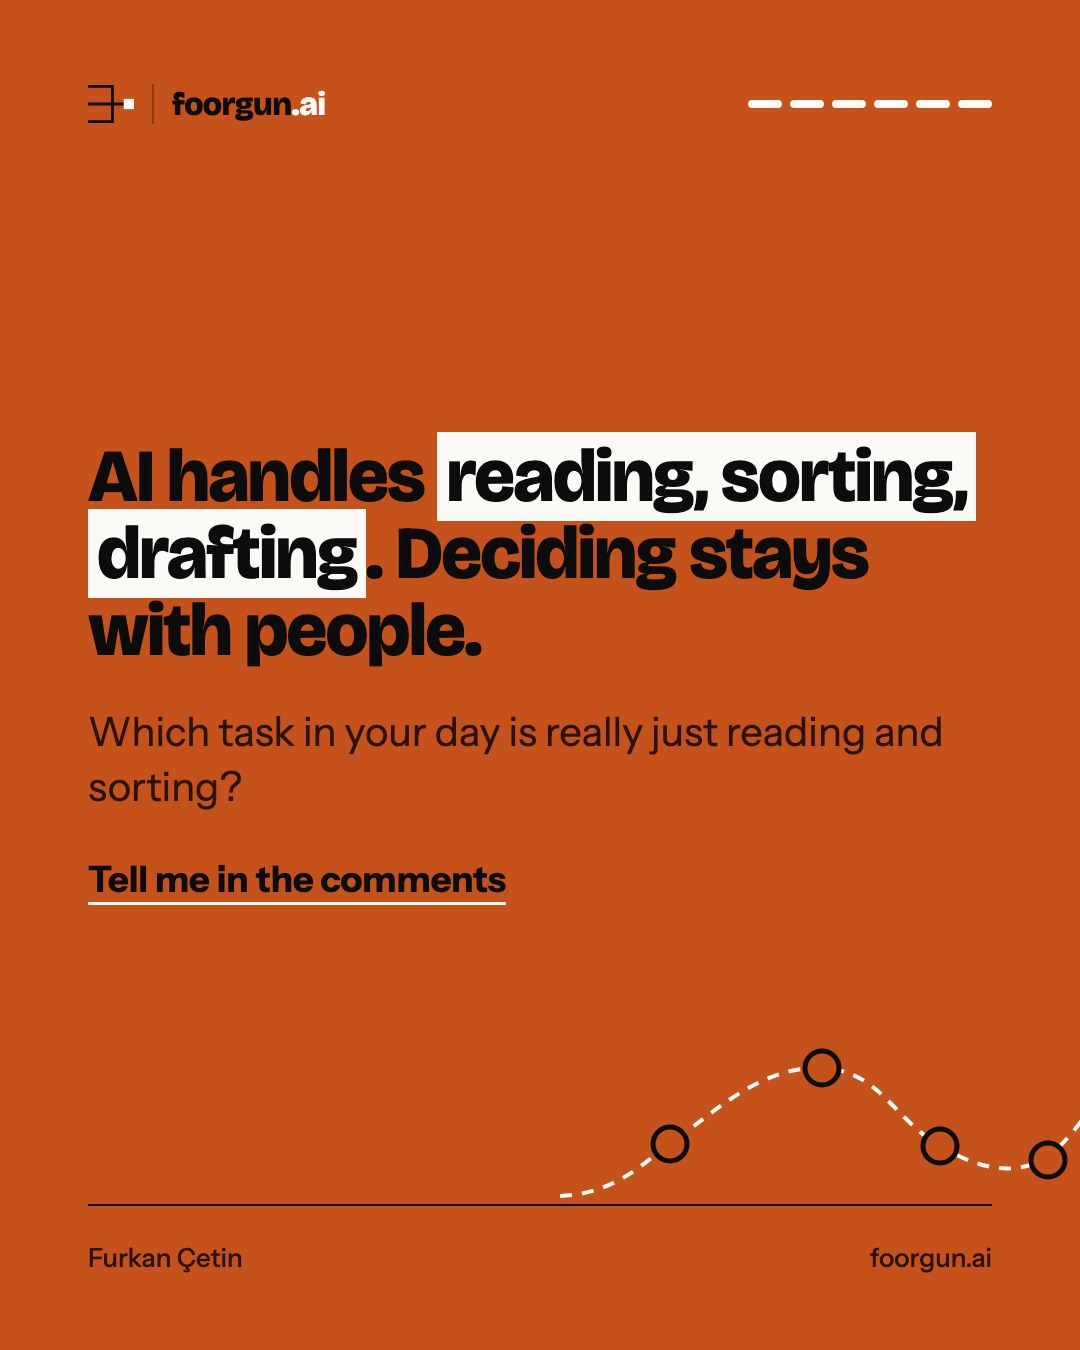 foorgun.ai
AI handles reading, sorting,
drafting. Deciding stays
with people.
Which task in your day is really just reading and
sorting?
Tell me in the comments
Furkan Çetin
foorgun.ai